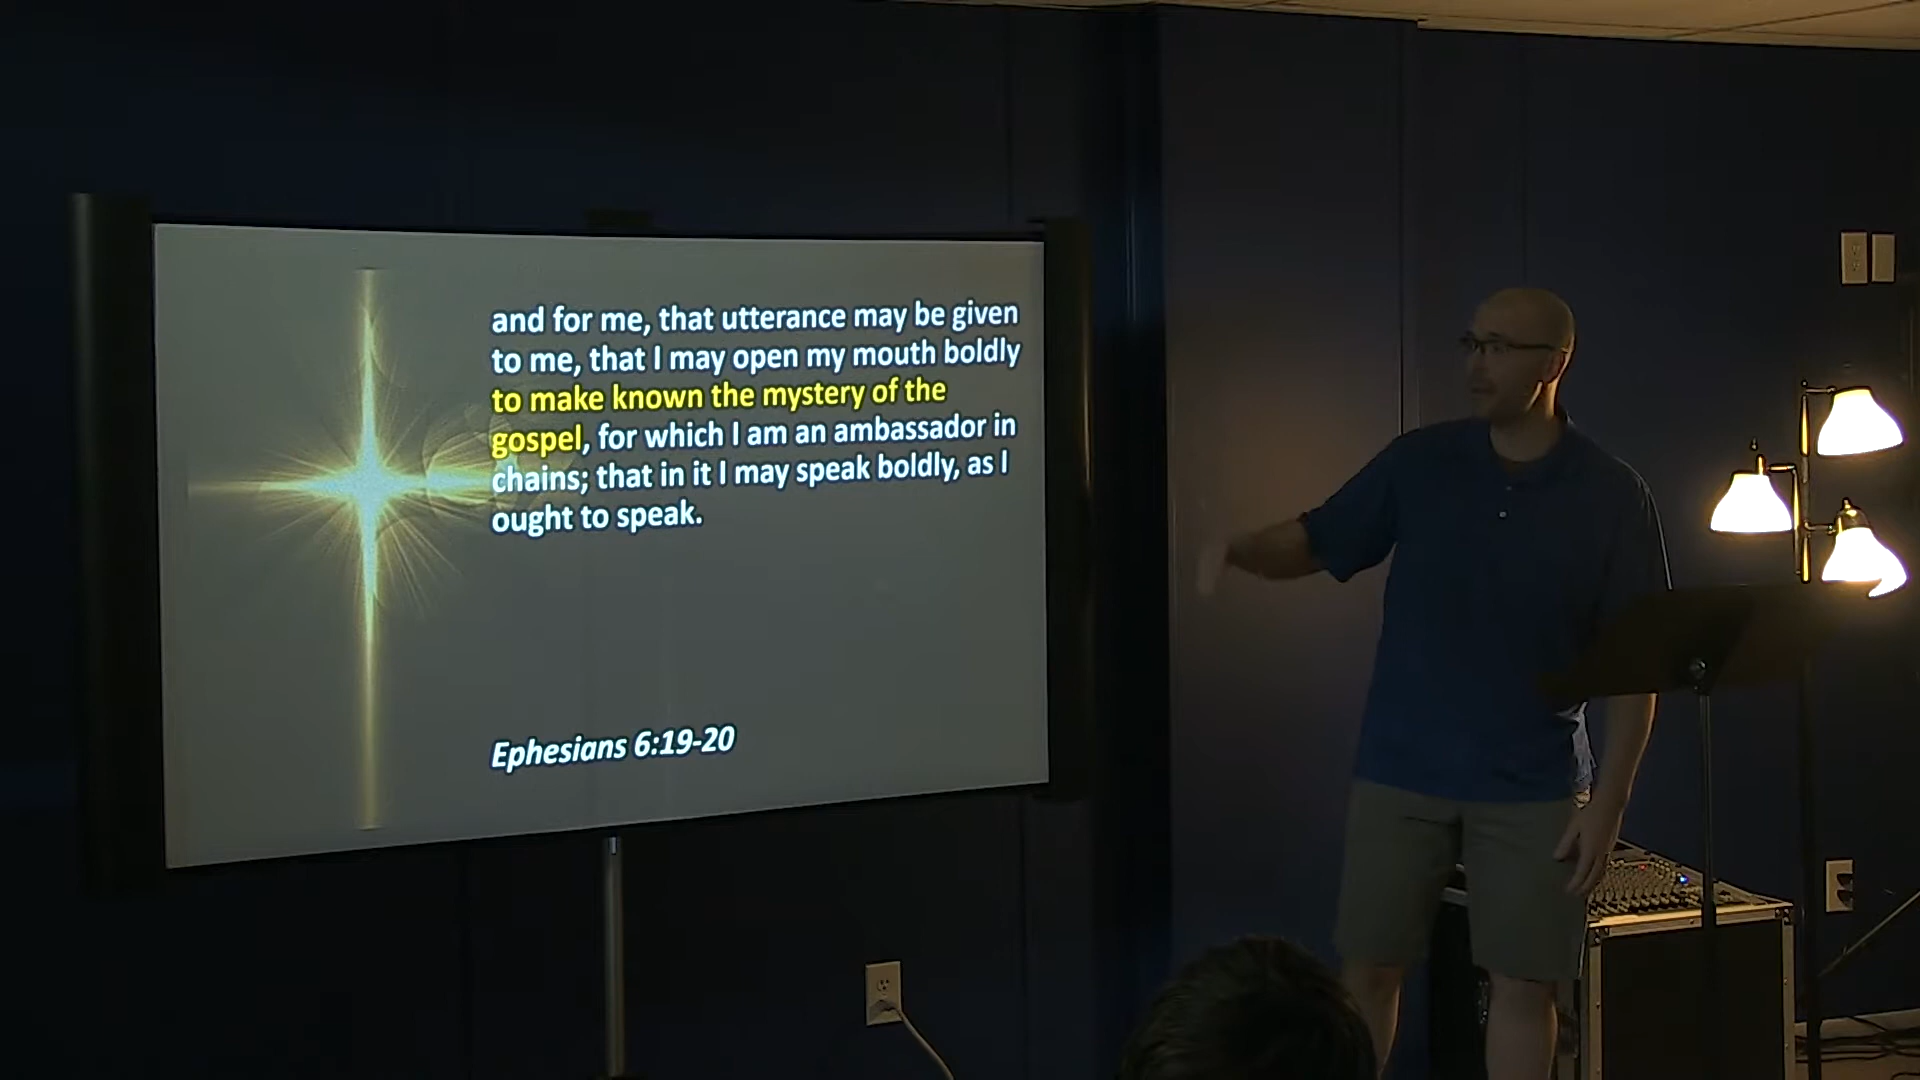 and for me, that utterance may be given
to me, that I may open my mouth boldly
to make known the mystery of the
gospel, for which I am an ambassador in
chains; that in it I may speak boldly, as I
ought to speak.
Ephesians 6:19-20